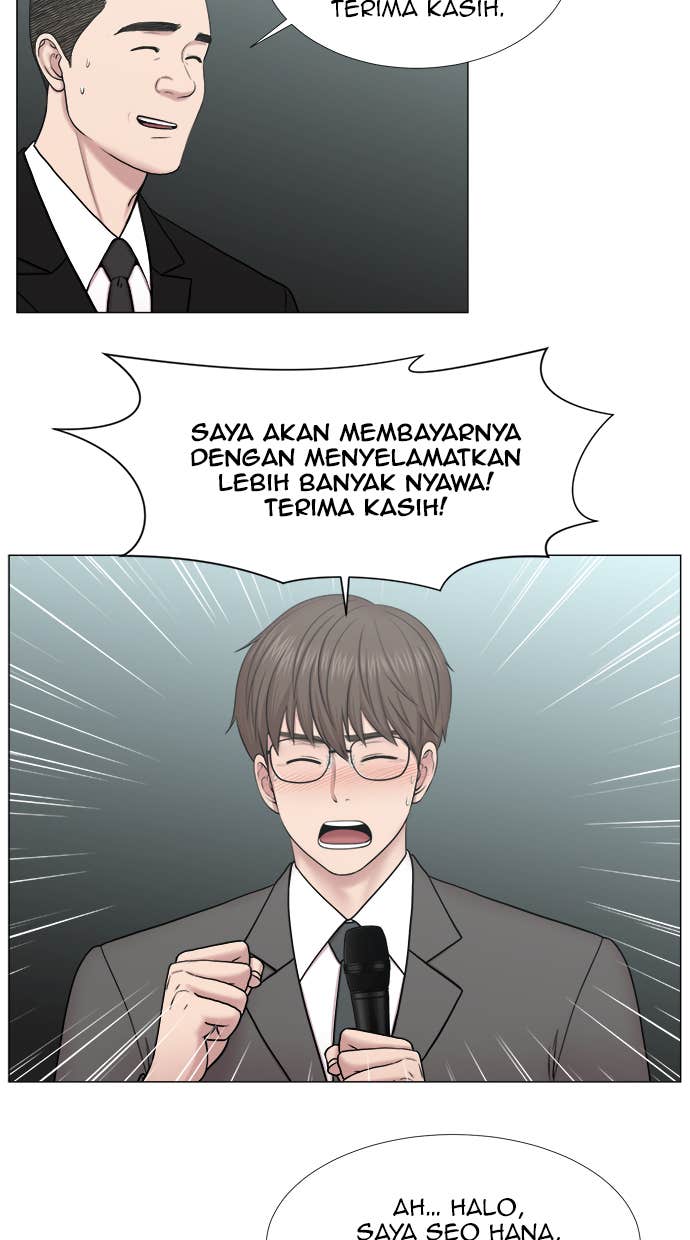 TERIMA KASIH.
SAYA AKAN MEMBAYARNYA
DENGAN MENYELAMATKAN
LEBIH BANYAK NYAWA!
TERIMA KASIH!
AH... HALO,
SAYA SEO HANA,